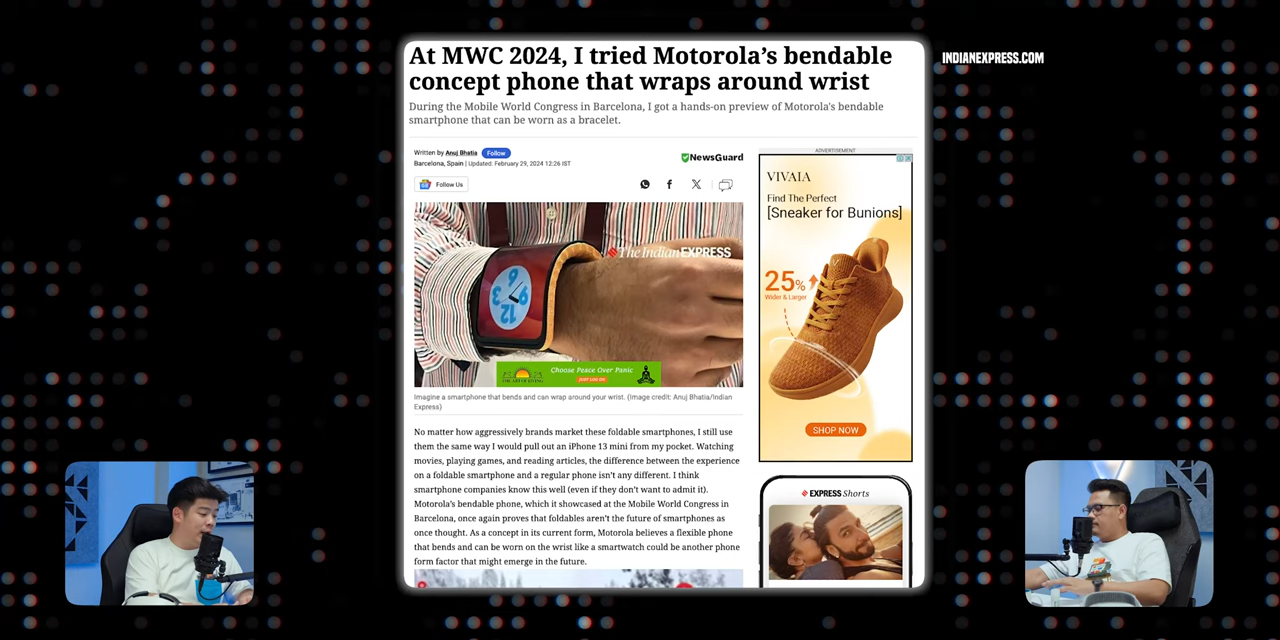 At MWC 2024, I tried Motorola's bendable
concept phone that wraps around wrist
INDIANEXPRESS.COM
During the Mobile World Congress in Barcelona, I got a hands-on preview of Motorola's bendable
smartphone that can be worn as a bracelet.
Written by Anuj Bhatia Follow
Barcelona, Spain | Updated: February 29, 2024 12:26 IST
NewsGuard
Follow Us
The Indian EXPRESS
12
3
6
9
Choose Peace Over Panic
Imagine a smartphone that bends and can wrap around your wrist. (Image credit: Anuj Bhatia/Indian
Express)
No matter how aggressively brands market these foldable smartphones, I still use
them the same way I would pull out an iPhone 13 mini from my pocket. Watching
movies, playing games, and reading articles, the difference between the experience
on a foldable smartphone and a regular phone isn't any different. I think
smartphone companies know this well (even if they don't want to admit it).
Motorola's bendable phone, which it showcased at the Mobile World Congress in
Barcelona, once again proves that foldables aren't the future of smartphones as
once thought. As a concept in its current form, Motorola believes a flexible phone
that bends and can be worn on the wrist like a smartwatch could be another phone
form factor that might emerge in the future.
ADVERTISEMENT
VIVAIA
Find The Perfect
[Sneaker for Bunions]
25%
Wider & Larger
SHOP NOW
EXPRESS Shorts